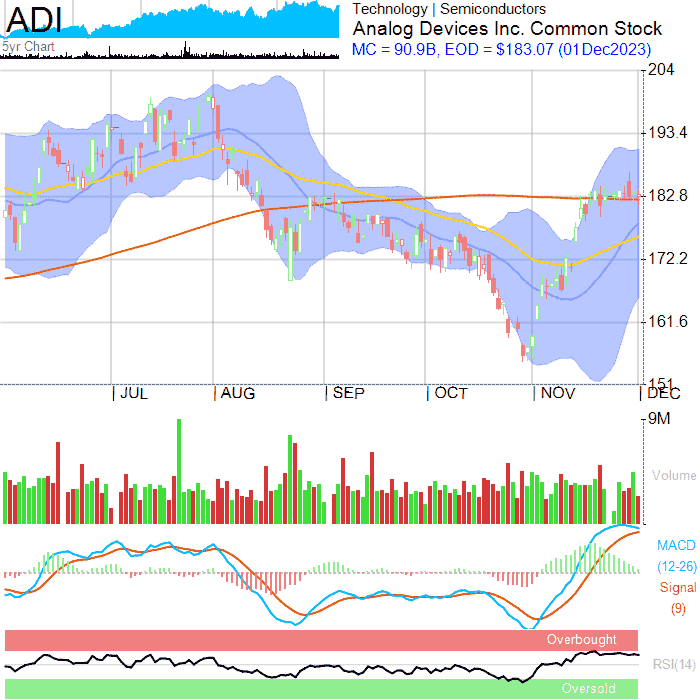 ADI
5yr Chart
Technology | Semiconductors
Analog Devices Inc. Common Stock
MC = 90.9B, EOD = $183.07 (01Dec2023)
204
193.4
182.8
172.2
161.6
151
JUL
AUG
SEP
OCT
NOV
DEC
9M
Volume
MACD
(12-26)
Signal
(9)
Overbought
RSI(14)
Oversold